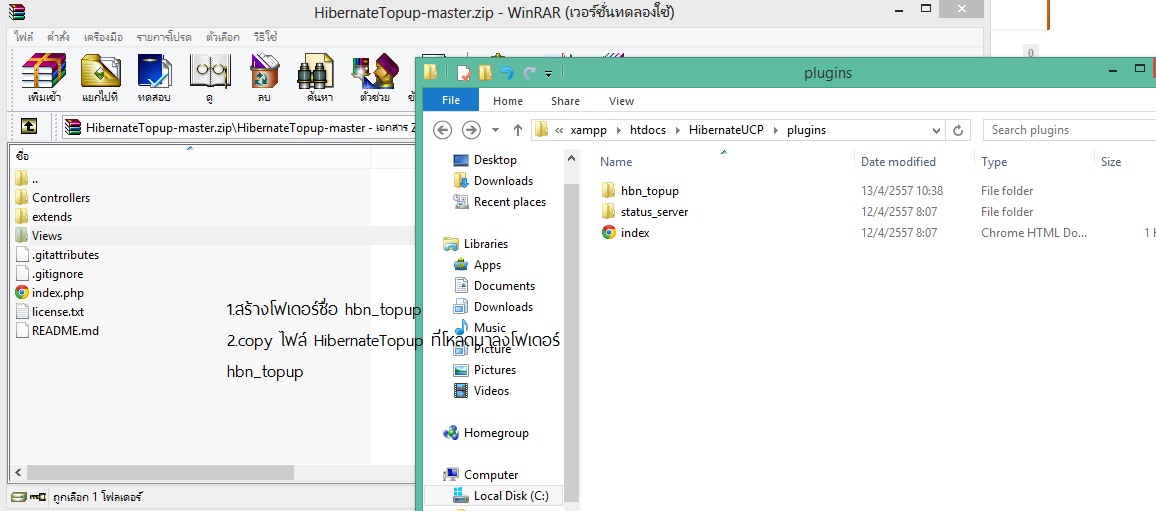 HibernateTopup-master.zip - WinRAR (เวอร์ชั่นทดลองใช้)
ไฟล์ คำสั่ง เครื่องมือ รายการโปรด ตัวเลือก วิธีใช้
เพิ่มเข้า แยกไปที่ ทดสอบ ดู ลบ ค้นหา ตัวช่วย
HibernateTopup-master.zip\HibernateTopup-master - เอกสาร
ชื่อ
..
Controllers
extends
Views
.gitattributes
.gitignore
index.php
license.txt
README.md
ถูกเลือก 1 โฟลเดอร์
1.สร้างโฟเดอร์ชื่อ hbn_topup
2.copy ไฟล์ HibernateTopup ที่โหลดมาลงโฟเดอร์
hbn_topup
0
plugins
File Home Share View
« xampp htdocs HibernateUCP plugins
Search plugins
Desktop
Downloads
Recent places
Libraries
Apps
Documents
Downloads
Music
Picture
Pictures
Videos
Homegroup
Computer
Local Disk (C:)
Name Date modified Type Size
hbn_topup 13/4/2557 10:38 File folder
status_server 12/4/2557 8:07 File folder
index 12/4/2557 8:07 Chrome HTML Do... 1